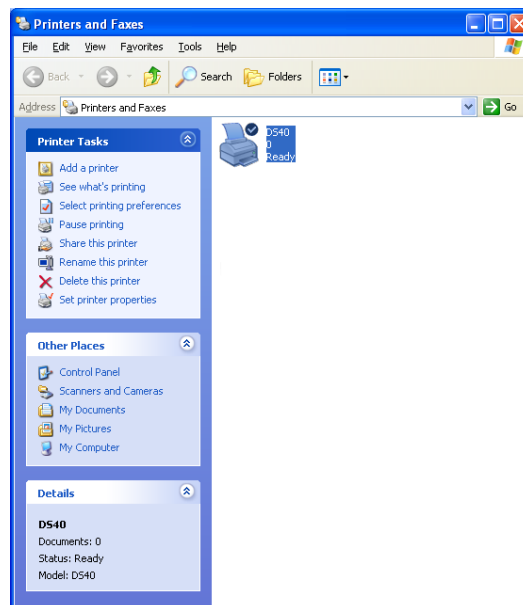 Printers and Faxes
File Edit View Favorites Tools Help
Back Search Folders
Address Printers and Faxes Go
Printer Tasks
Add a printer
See what's printing
Select printing preferences
Pause printing
Share this printer
Rename this printer
Delete this printer
Set printer properties
Other Places
Control Panel
Scanners and Cameras
My Documents
My Pictures
My Computer
Details
DS40
Documents: 0
Status: Ready
Model: DS40
DS40
0
Ready